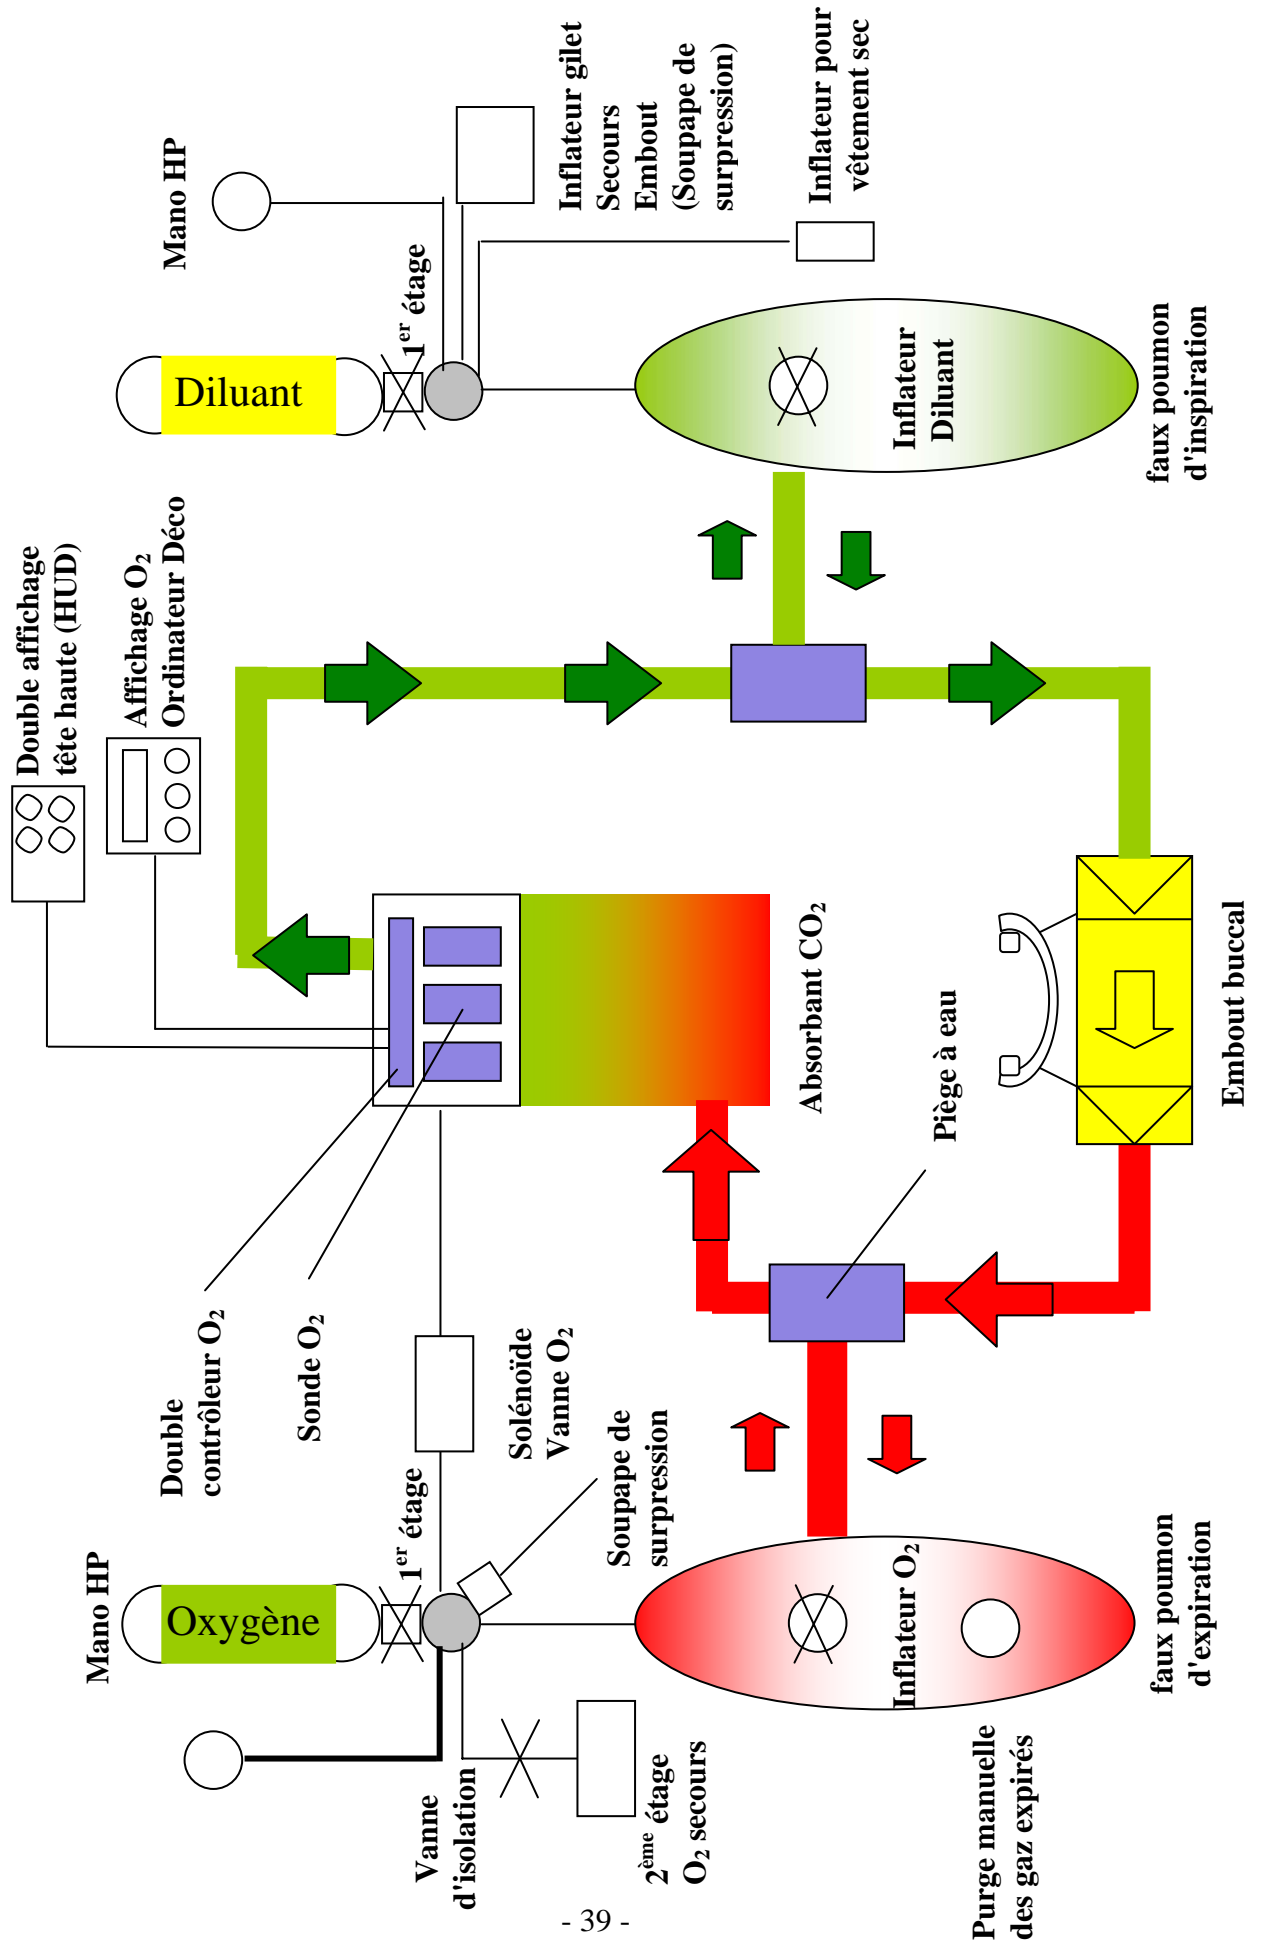 Double affichage
tête haute (HUD)
Affichage O₂
Ordinateur Déco
Mano HP
Diluant
1er étage
Inflateur gilet
Secours
Embout
(Soupape de
surpression)
Inflateur pour
vêtement sec
Inflateur
Diluant
faux poumon
d'inspiration
Absorbant CO₂
Piège à eau
Embout buccal
Double
contrôleur O₂
Sonde O₂
Solénoïde
Vanne O₂
Mano HP
Oxygène
1er étage
Soupape de
surpression
Vanne
d'isolation
2ème étage
O₂ secours
Inflateur O₂
Purge manuelle
des gaz expirés
faux poumon
d'expiration
- 39 -